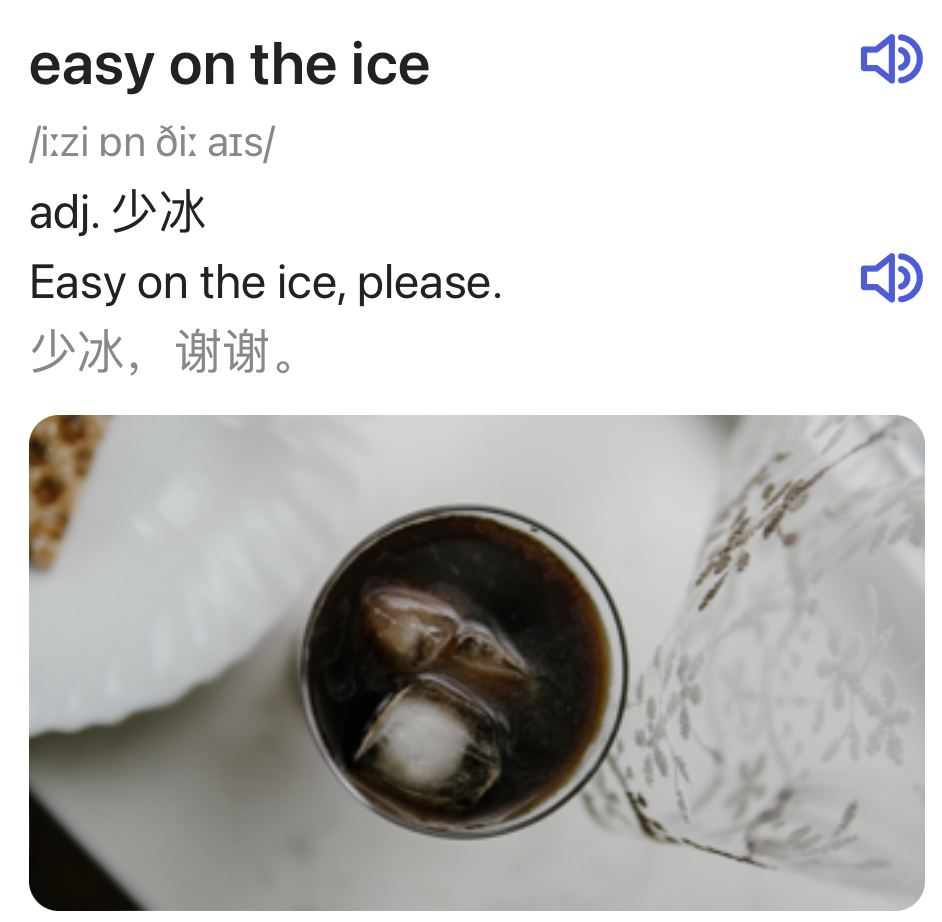 easy on the ice
/iːzi ɒn ðiː aɪs/
adj. 少冰
Easy on the ice, please.
少冰，谢谢。